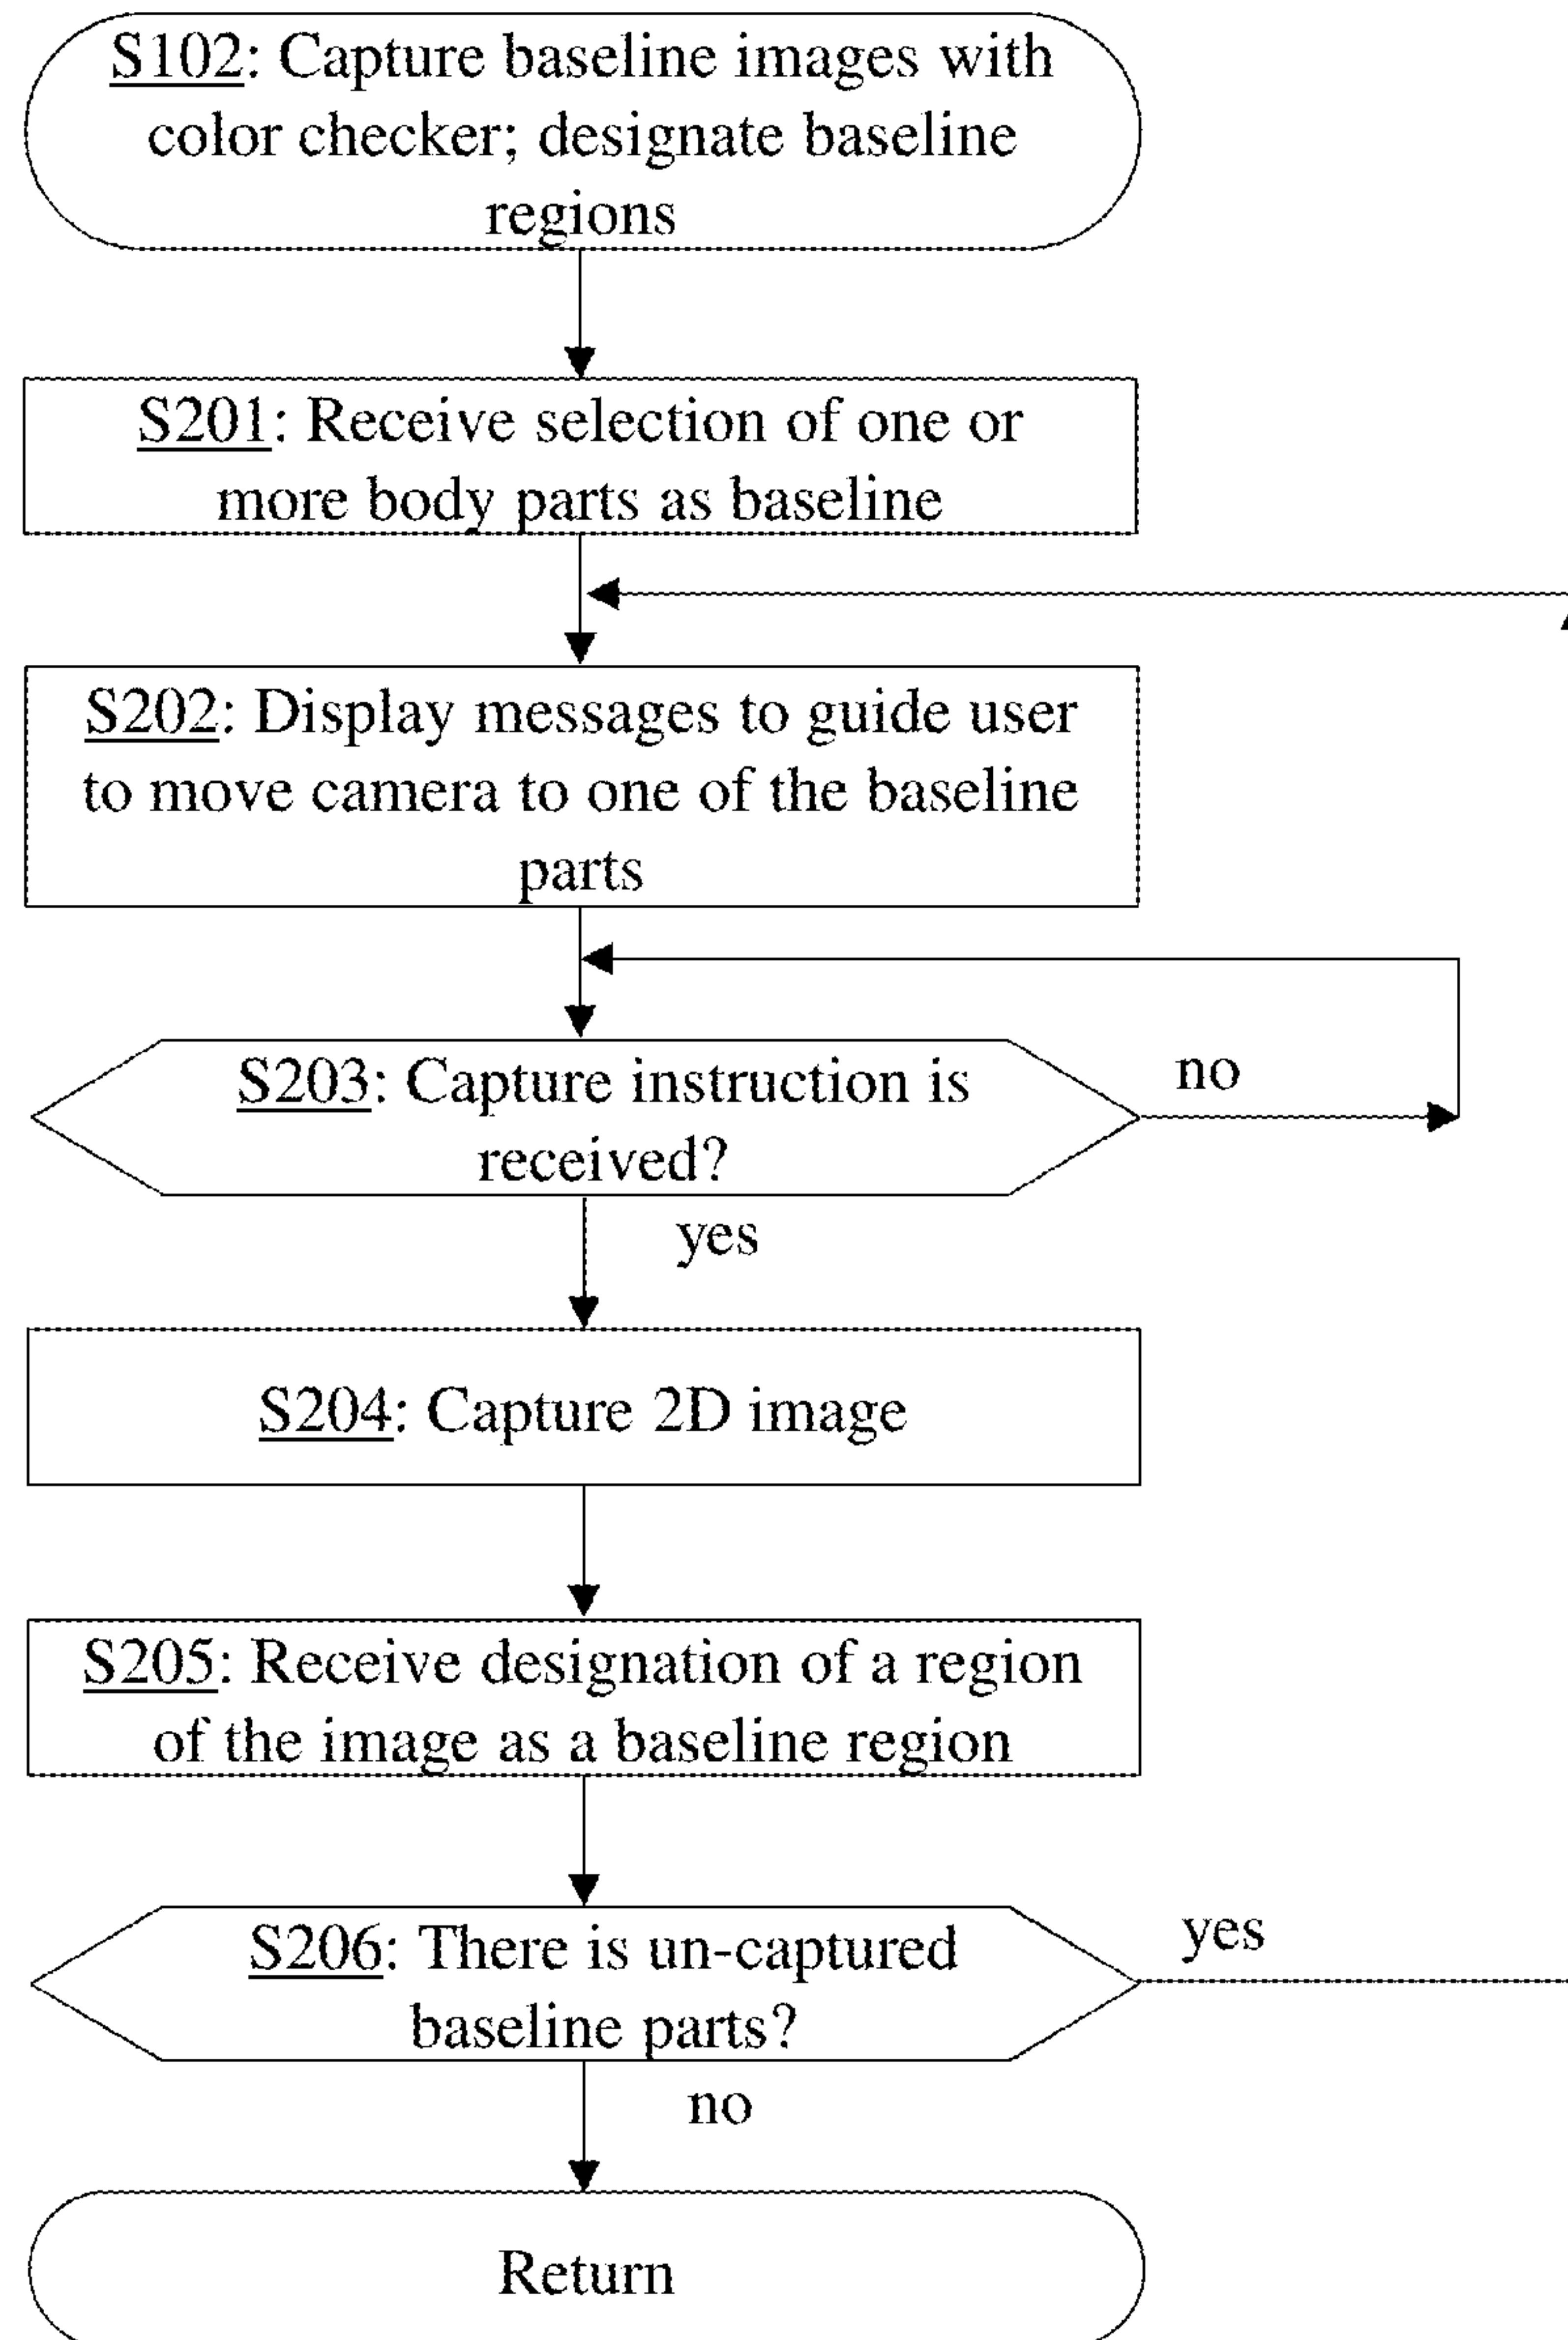 S102: Capture baseline images with
color checker; designate baseline
regions
S201: Receive selection of one or
more body parts as baseline
S202: Display messages to guide user
to move camera to one of the baseline
parts
S203: Capture instruction is
received?
no
yes
S204: Capture 2D image
S205: Receive designation of a region
of the image as a baseline region
S206: There is un-captured
baseline parts?
yes
no
Return